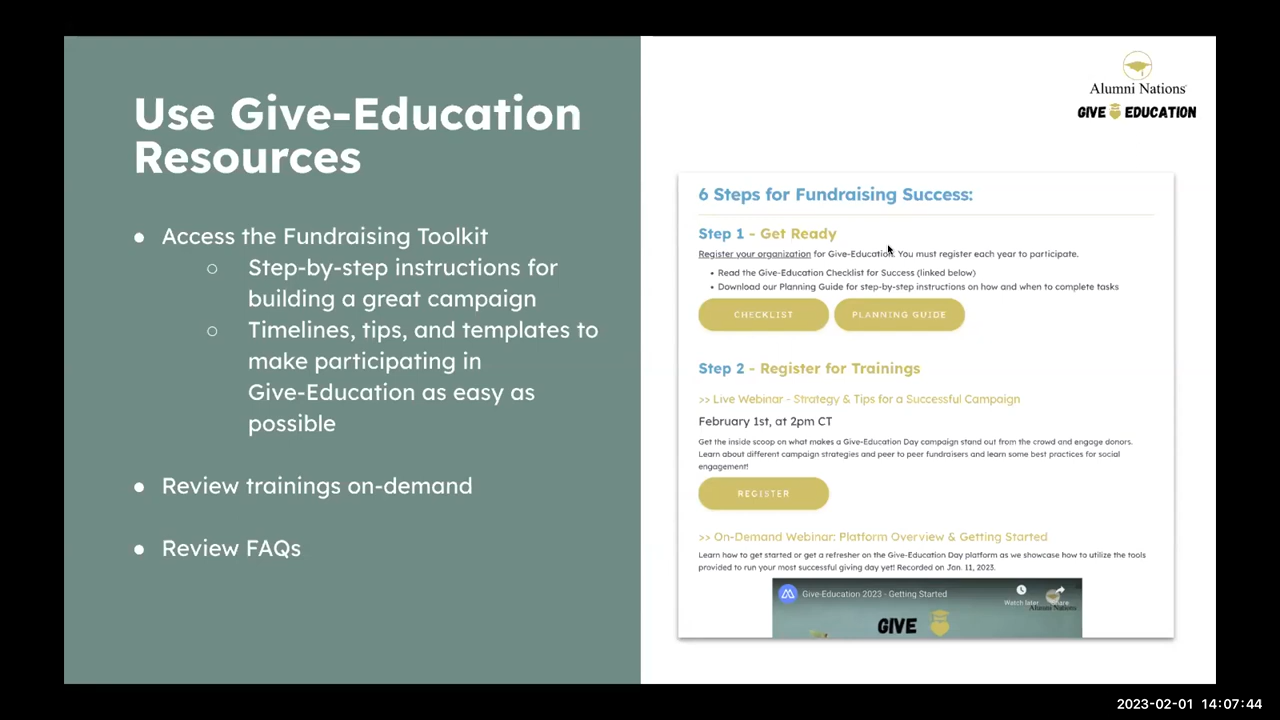 Use Give-Education
Resources
● Access the Fundraising Toolkit
○ Step-by-step instructions for
building a great campaign
○ Timelines, tips, and templates to
make participating in
Give-Education as easy as
possible
● Review trainings on-demand
● Review FAQs
Alumni Nations
GIVE EDUCATION
6 Steps for Fundraising Success:
Step 1 - Get Ready
Register your organization for Give-Education. You must register each year to participate.
• Read the Give-Education Checklist for Success (linked below)
• Download our Planning Guide for step-by-step instructions on how and when to complete tasks
CHECKLIST PLANNING GUIDE
Step 2 - Register for Trainings
>> Live Webinar - Strategy & Tips for a Successful Campaign
February 1st, at 2pm CT
Get the inside scoop on what makes a Give-Education Day campaign stand out from the crowd and engage donors.
Learn about different campaign strategies and peer to peer fundraisers and learn some best practices for social
engagement!
REGISTER
>> On-Demand Webinar: Platform Overview & Getting Started
Learn how to get started or get a refresher on the Give-Education Day platform as we showcase how to utilize the tools
provided to run your most successful giving day yet! Recorded on Jan. 11, 2023.
Give-Education 2023 - Getting Started
Watch later Share
Alumni Nations
GIVE
2023-02-01 14:07:44